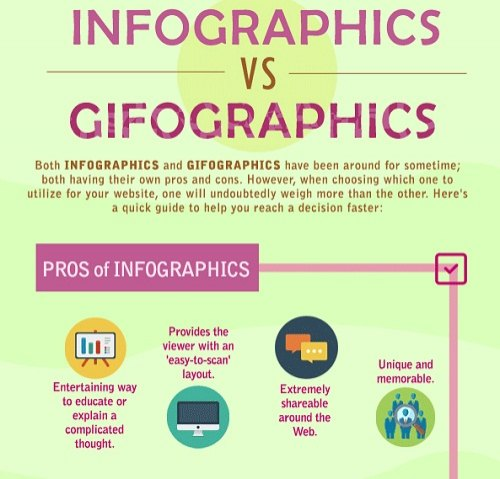 INFOGRAPHICS
VS
GIFOGRAPHICS
Both INFOGRAPHICS and GIFOGRAPHICS have been around for sometime;
both having their own pros and cons. However, when choosing which one to
utilize for your website, one will undoubtedly weigh more than the other. Here's
a quick guide to help you reach a decision faster:
PROS of INFOGRAPHICS
Entertaining way
to educate or
explain a
complicated
thought.
Provides the
viewer with an
'easy-to-scan'
layout.
Extremely
shareable
around the
Web.
Unique and
memorable.